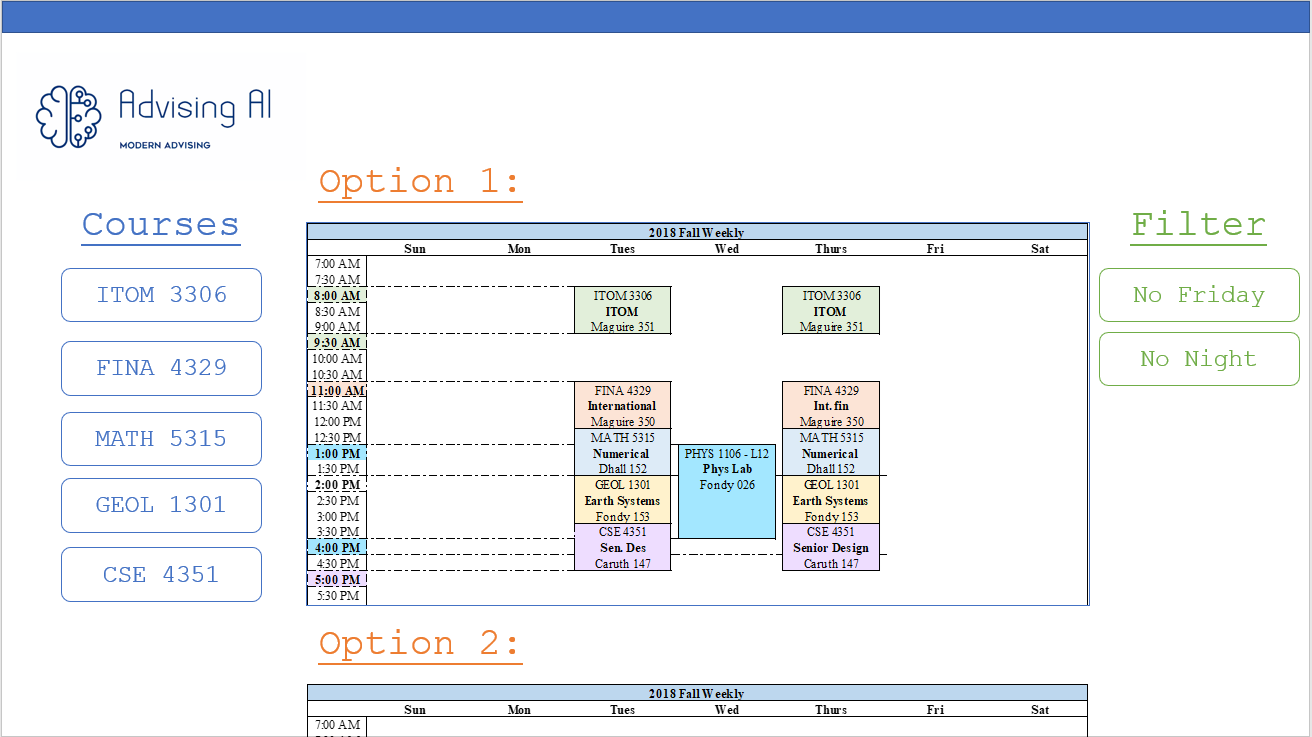 Advising AI
MODERN ADVISING
Courses
ITOM 3306
FINA 4329
MATH 5315
GEOL 1301
CSE 4351
Option 1:
2018 Fall Weekly
Sun Mon Tues Wed Thurs Fri Sat
7:00 AM
7:30 AM
8:00 AM ITOM 3306 ITOM 3306
8:30 AM ITOM ITOM
9:00 AM Maguire 351 Maguire 351
9:30 AM
10:00 AM
10:30 AM
11:00 AM FINA 4329 FINA 4329
11:30 AM International Int. fin
12:00 PM Maguire 350 Maguire 350
12:30 PM MATH 5315 MATH 5315
1:00 PM Numerical PHYS 1106 - L12 Numerical
1:30 PM Dhall 152 Phys Lab Dhall 152
2:00 PM GEOL 1301 Fondy 026 GEOL 1301
2:30 PM Earth Systems Earth Systems
3:00 PM Fondy 153 Fondy 153
3:30 PM CSE 4351 CSE 4351
4:00 PM Sen. Des Senior Design
4:30 PM Caruth 147 Caruth 147
5:00 PM
5:30 PM
Option 2:
2018 Fall Weekly
Sun Mon Tues Wed Thurs Fri Sat
7:00 AM
Filter
No Friday
No Night